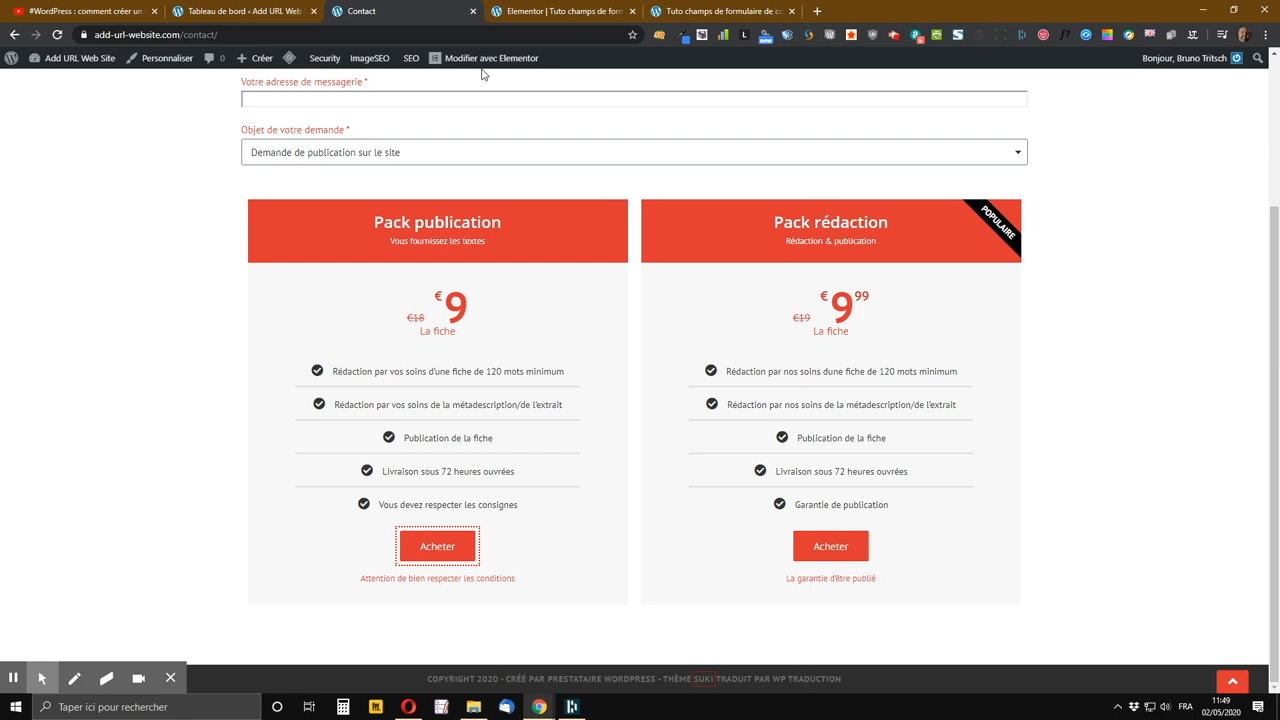 #WordPress : comment créer un f
Tableau de bord ‹ Add URL Web
Contact
Elementor | Tuto champs de form
Tuto champs de formulaire de co
add-url-website.com/contact/
Add URL Web Site
Personnaliser
0
Créer
Security
ImageSEO
SEO
Modifier avec Elementor
Bonjour, Bruno Tritsch
Votre adresse de messagerie *
Objet de votre demande *
Demande de publication sur le site
Pack publication
Vous fournissez les textes
€18 €9
La fiche
Rédaction par vos soins d'une fiche de 120 mots minimum
Rédaction par vos soins de la métadescription/de l'extrait
Publication de la fiche
Livraison sous 72 heures ouvrées
Vous devez respecter les consignes
Acheter
Attention de bien respecter les conditions
Pack rédaction
Rédaction & publication
POPULAIRE
€19 €9 99
La fiche
Rédaction par nos soins dune fiche de 120 mots minimum
Rédaction par nos soins de la métadescription/de l'extrait
Publication de la fiche
Livraison sous 72 heures ouvrées
Garantie de publication
Acheter
La garantie d'être publié
COPYRIGHT 2020 - CRÉÉ PAR PRESTATAIRE WORDPRESS - THÈME SUKI TRADUIT PAR WP TRADUCTION
Taper ici pour rechercher
FRA
11:49
02/05/2020